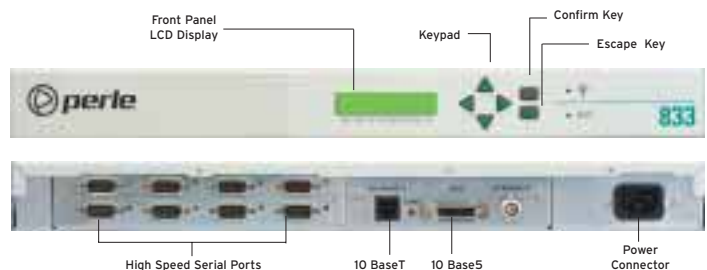 Front Panel
LCD Display
Keypad
Confirm Key
Escape Key
perle
833
High Speed Serial Ports
10 BaseT
10 Base5
Power
Connector